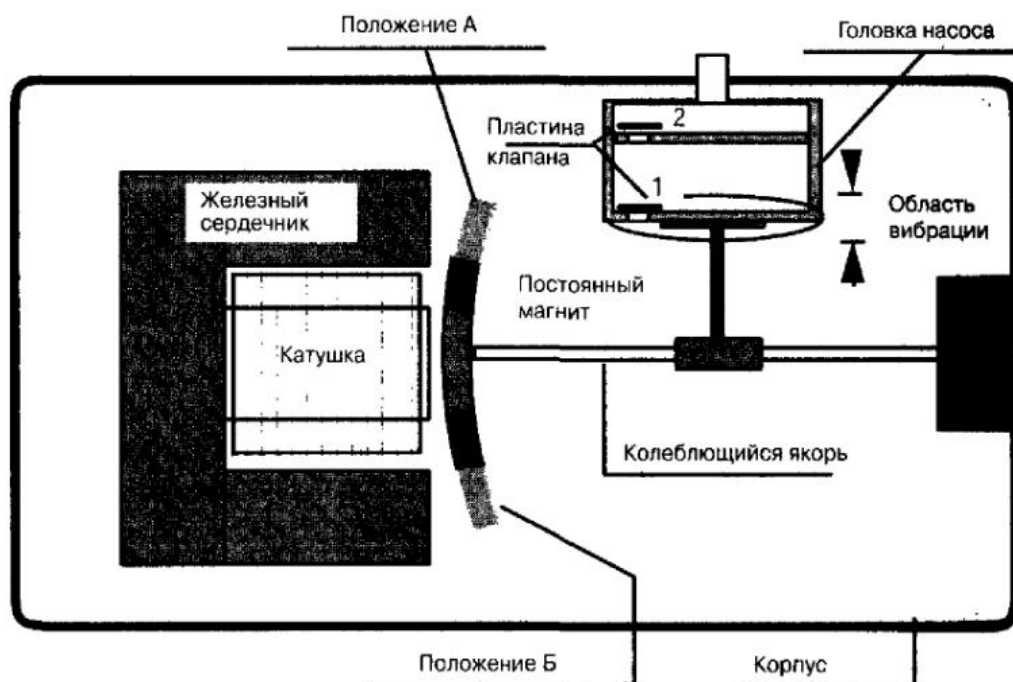 Положение А
Головка насоса
Пластина
клапана
2
1
Железный
сердечник
Область
вибрации
Постоянный
магнит
Катушка
Колеблющийся якорь
Положение Б
Корпус